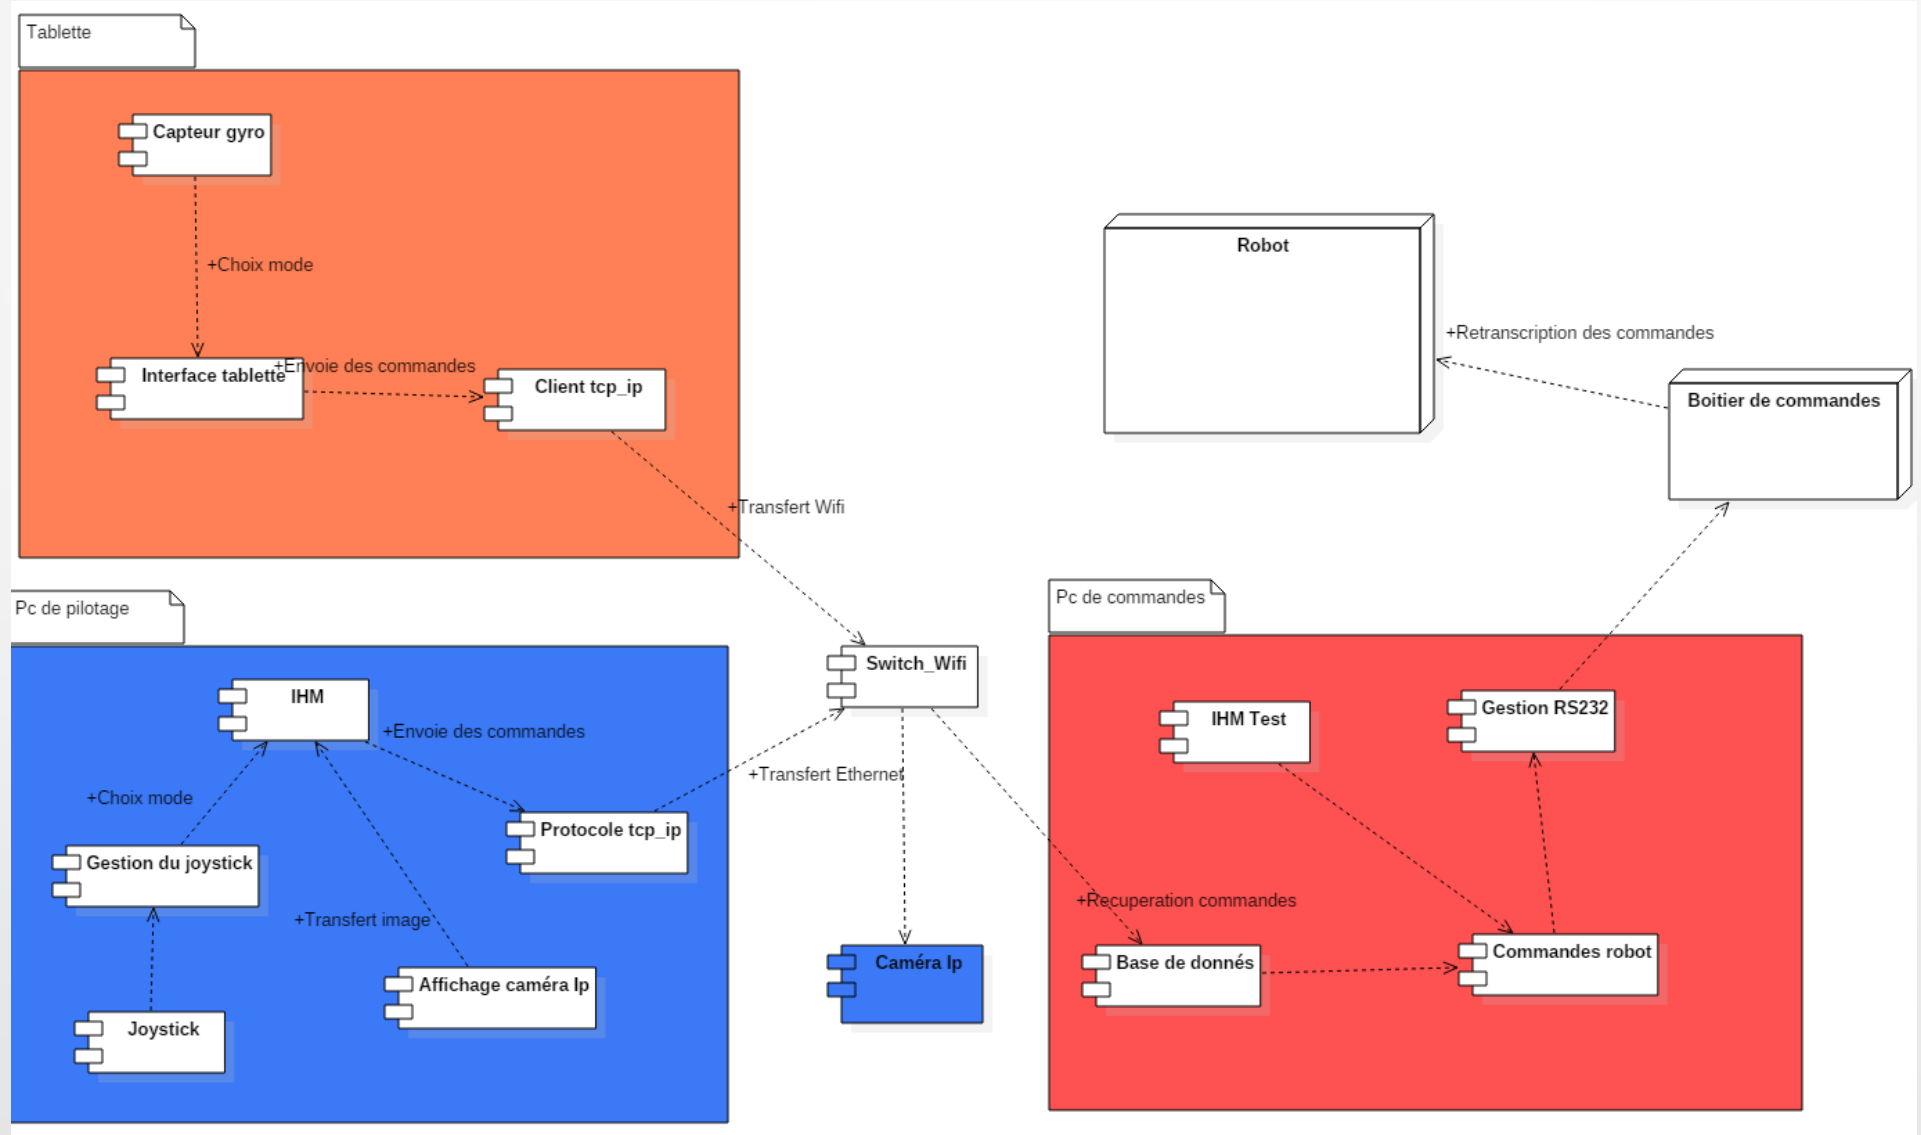 Tablette
Capteur gyro
+Choix mode
Interface tablette
+Envoie des commandes
Client tcp_ip
+Transfert Wifi
Robot
+Retranscription des commandes
Boitier de commandes
Pc de pilotage
IHM
+Envoie des commandes
+Choix mode
Protocole tcp_ip
Gestion du joystick
+Transfert image
Affichage caméra Ip
Joystick
Switch_Wifi
+Transfert Ethernet
Caméra Ip
Pc de commandes
IHM Test
Gestion RS232
+Recuperation commandes
Base de donnés
Commandes robot